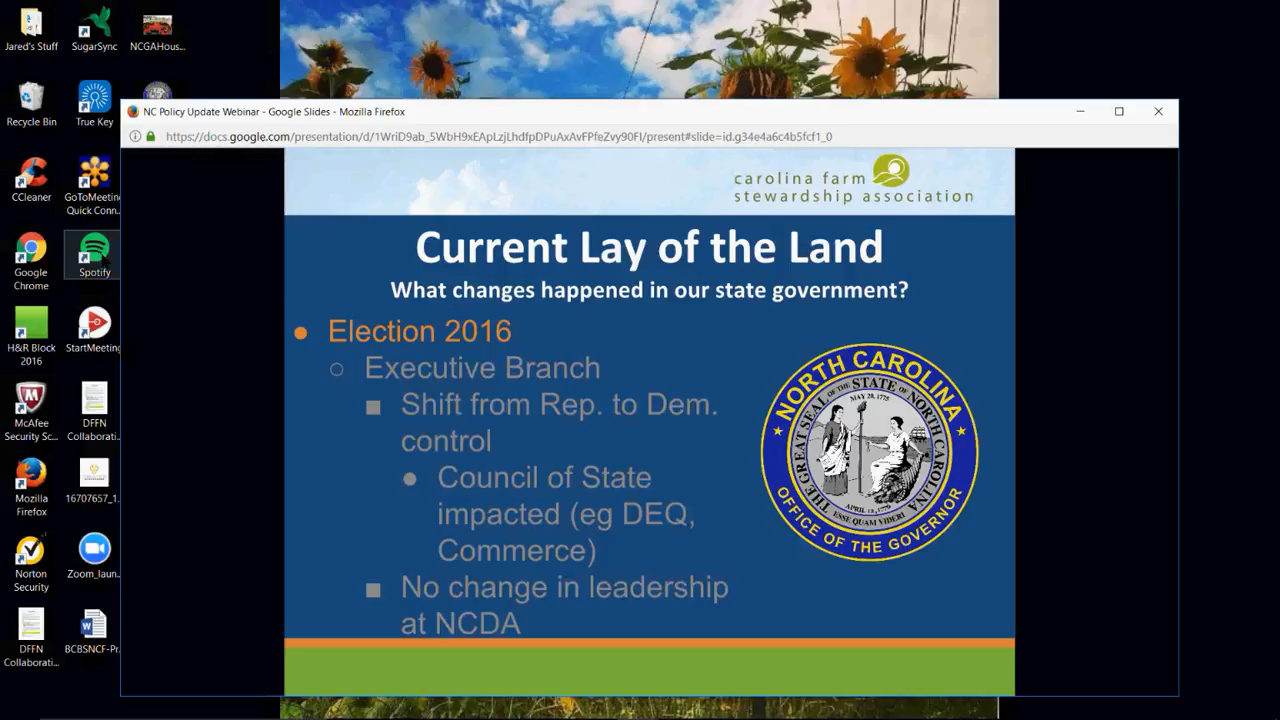 Jared's Stuff
SugarSync
NCGAHous...
Recycle Bin
True Key
CCleaner
GoToMeeting
Quick Conn...
Google
Chrome
Spotify
H&R Block
2016
StartMeeting
McAfee
Security Sc...
DFFN
Collaborati...
Mozilla
Firefox
16707657_1...
Norton
Security
Zoom_laun...
DFFN
Collaborati...
BCBSNCF-Pr...
NC Policy Update Webinar - Google Slides - Mozilla Firefox
https://docs.google.com/presentation/d/1WriD9ab_5WbH9xEApLzjLhdfpDPuAxAvFPfeZvy90FI/present#slide=id.g34e4a6c4b5fcf1_0
carolina farm
stewardship association
Current Lay of the Land
What changes happened in our state government?
● Election 2016
○ Executive Branch
■ Shift from Rep. to Dem.
control
● Council of State
impacted (eg DEQ,
Commerce)
■ No change in leadership
at NCDA
NORTH CAROLINA
THE GREAT SEAL OF THE STATE OF NORTH CAROLINA
MAY 20, 1775
APRIL 12, 1776
ESSE QUAM VIDERI
OFFICE OF THE GOVERNOR